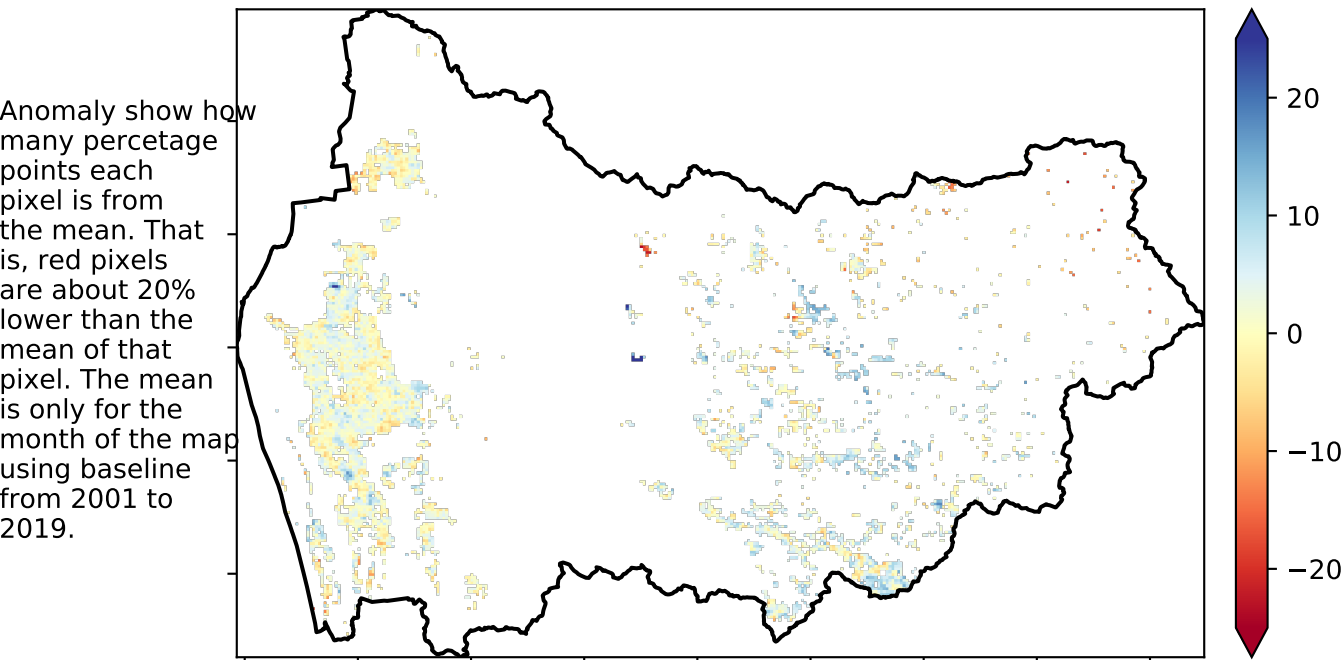 Anomaly show how
many percetage
points each
pixel is from
the mean. That
is, red pixels
are about 20%
lower than the
mean of that
pixel. The mean
is only for the
month of the map
using baseline
from 2001 to
2019.
20
10
0
−10
−20